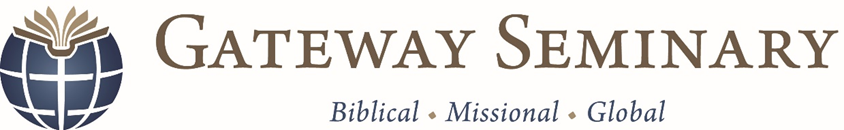 GATEWAY SEMINARY
Biblical • Missional • Global